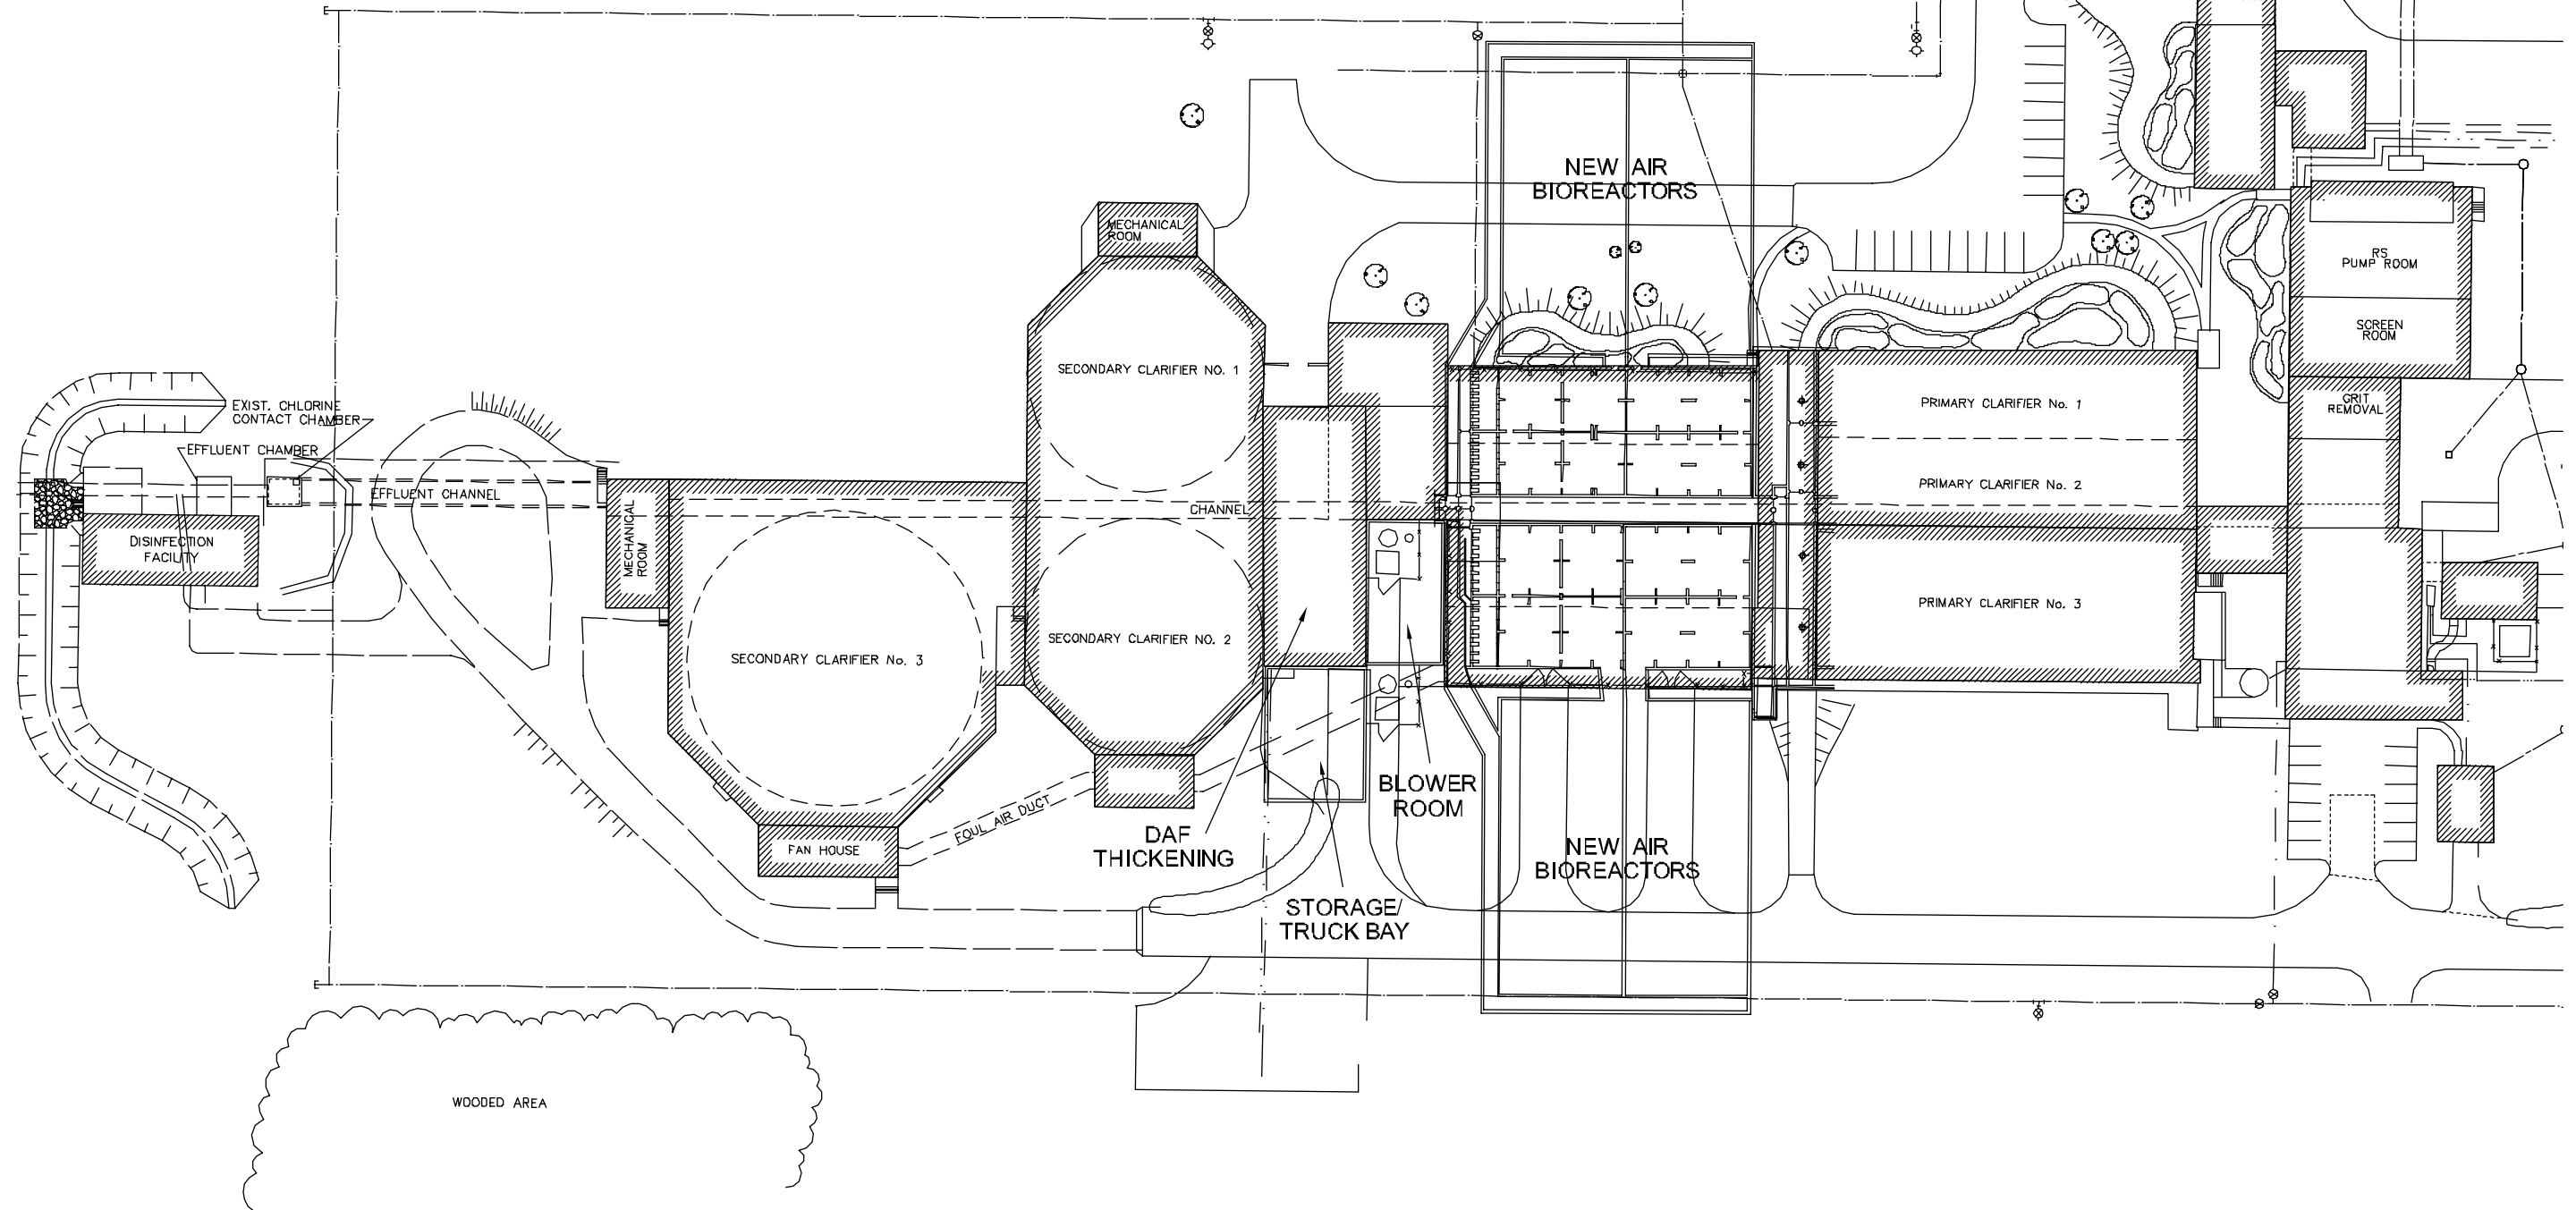 NEW AIR
BIOREACTORS
MECHANICAL
ROOM
RS
PUMP ROOM
SCREEN
ROOM
SECONDARY CLARIFIER NO. 1
EXIST. CHLORINE
CONTACT CHAMBER
PRIMARY CLARIFIER No. 1
GRIT
REMOVAL
EFFLUENT CHAMBER
EFFLUENT CHANNEL
PRIMARY CLARIFIER No. 2
CHANNEL
DISINFECTION
FACILITY
MECHANICAL
ROOM
PRIMARY CLARIFIER No. 3
SECONDARY CLARIFIER NO. 2
SECONDARY CLARIFIER No. 3
BLOWER
ROOM
FOUL AIR DUCT
DAF
THICKENING
FAN HOUSE
NEW AIR
BIOREACTORS
STORAGE/
TRUCK BAY
WOODED AREA